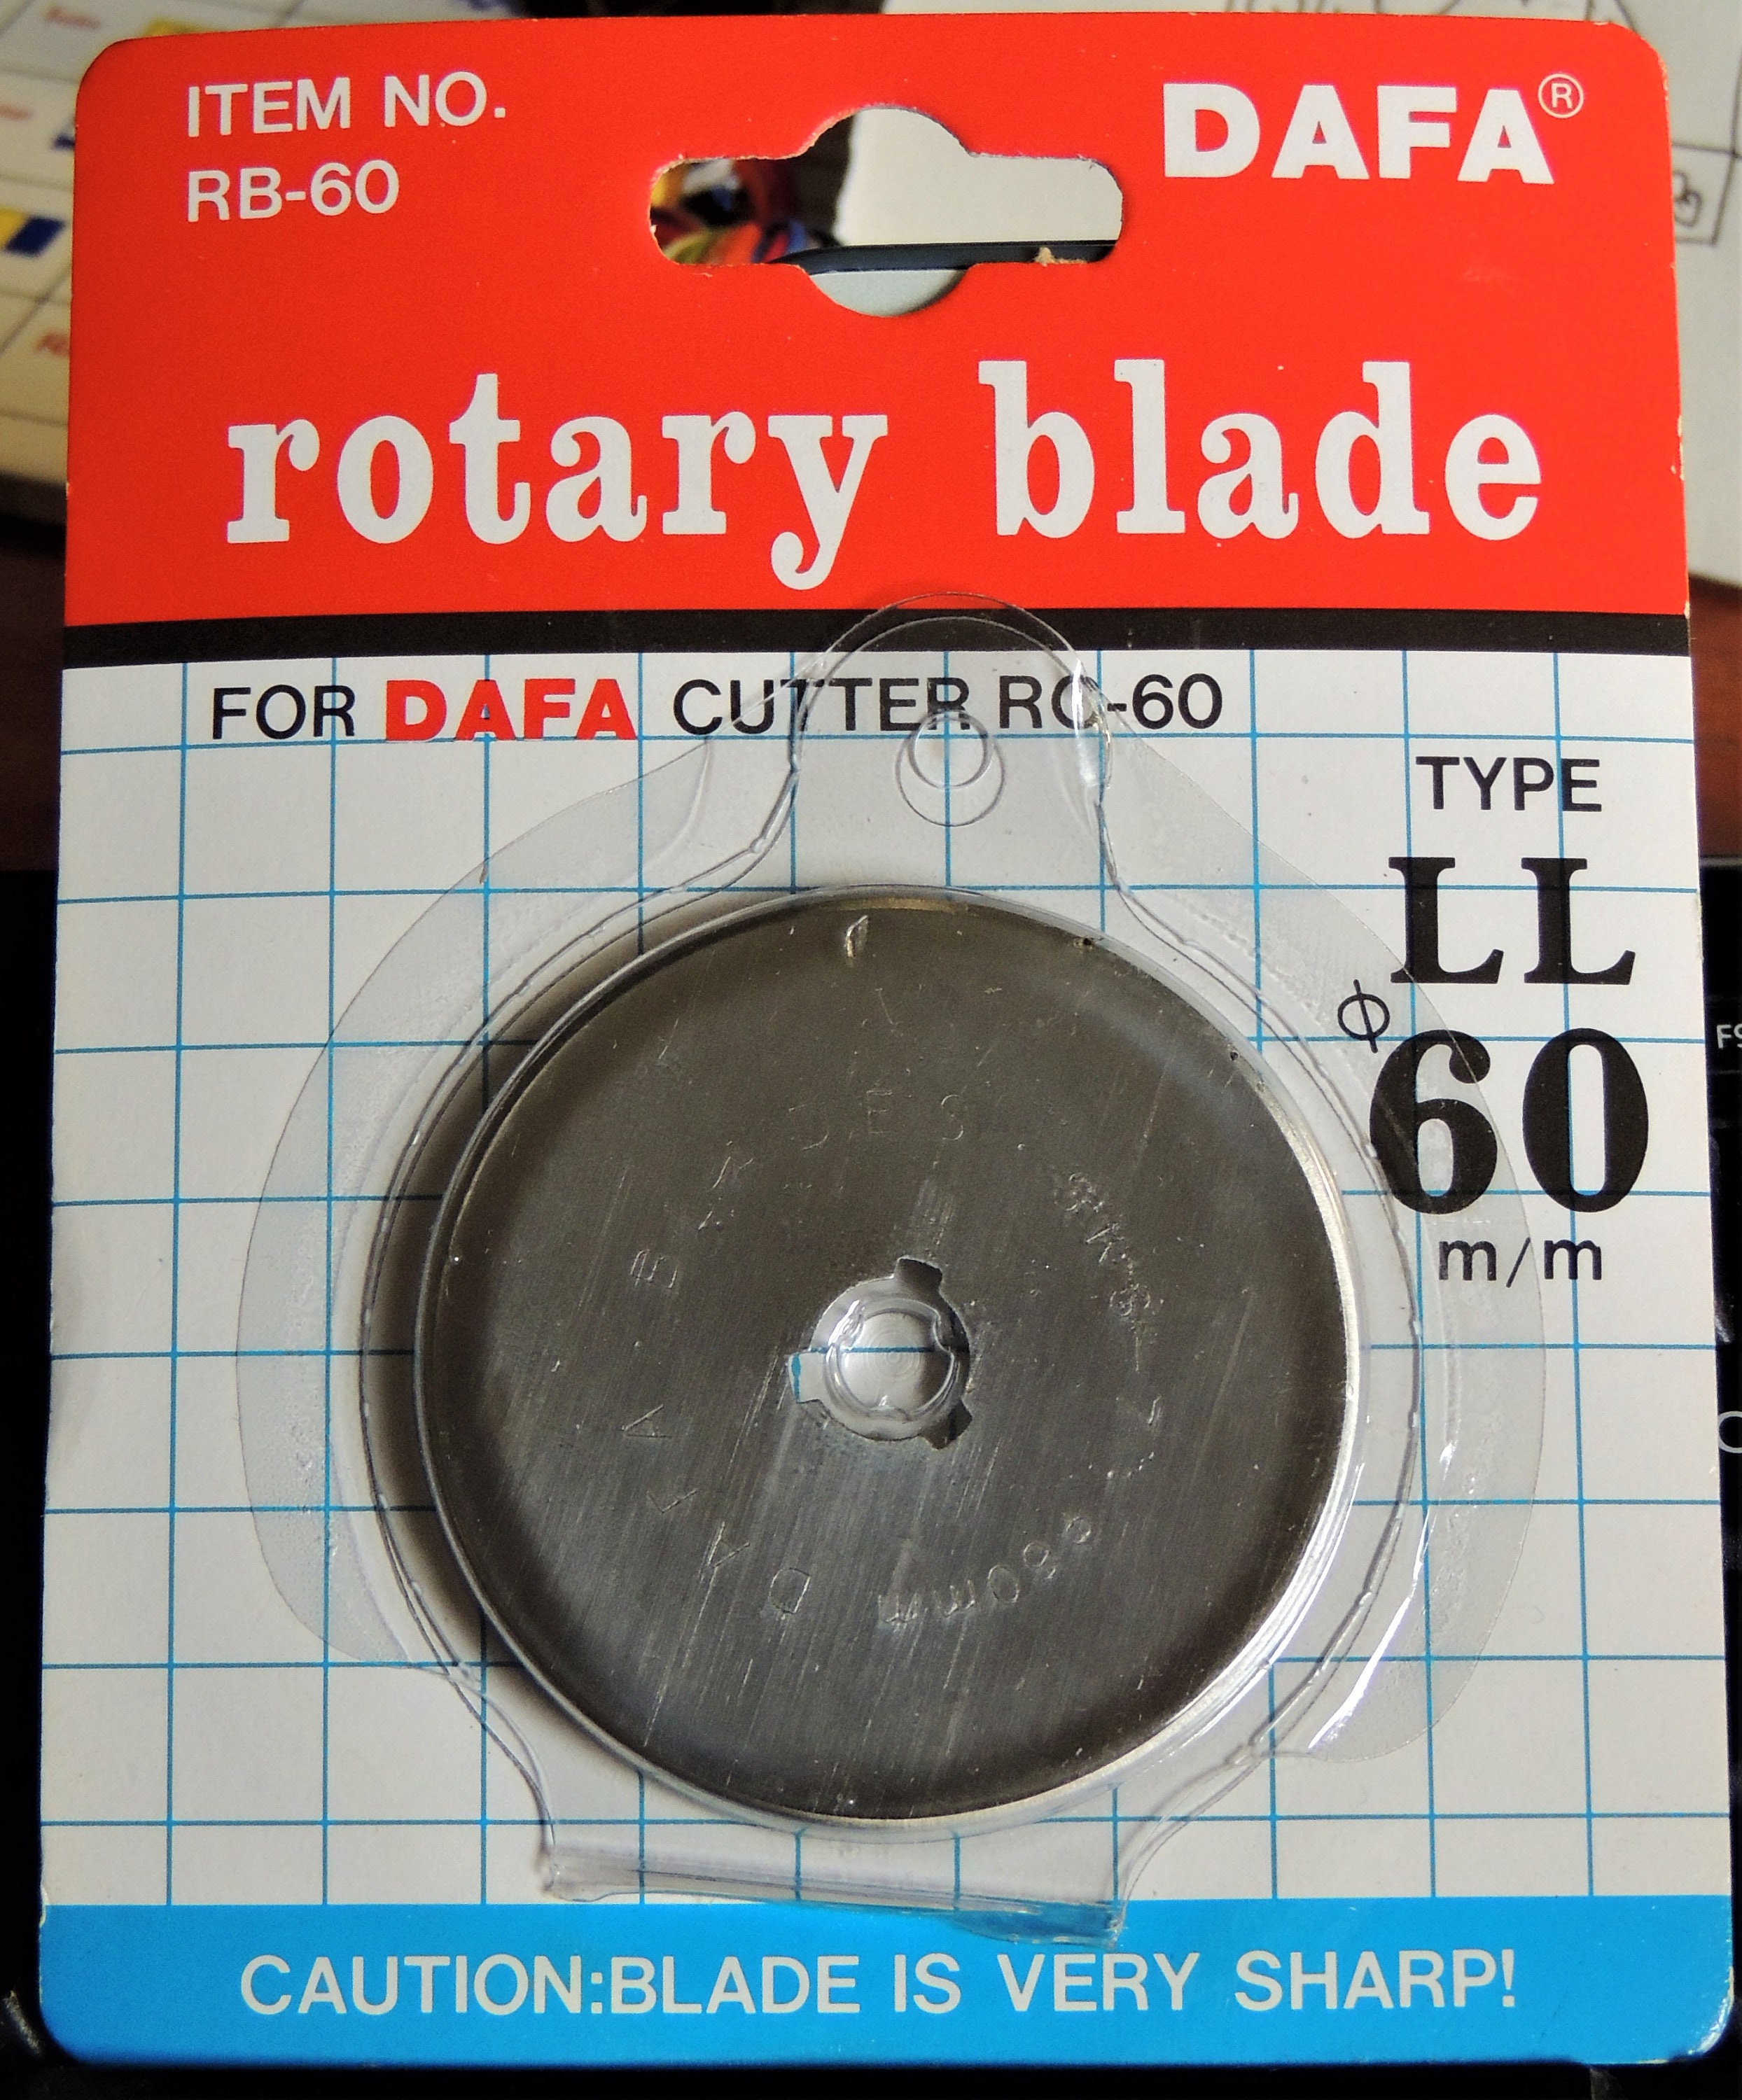 ITEM NO.
RB-60
DAFA®
rotary blade
FOR DAFA CUTTER RC-60
TYPE
LL
ϕ60
m/m
60mm
CAUTION:BLADE IS VERY SHARP!